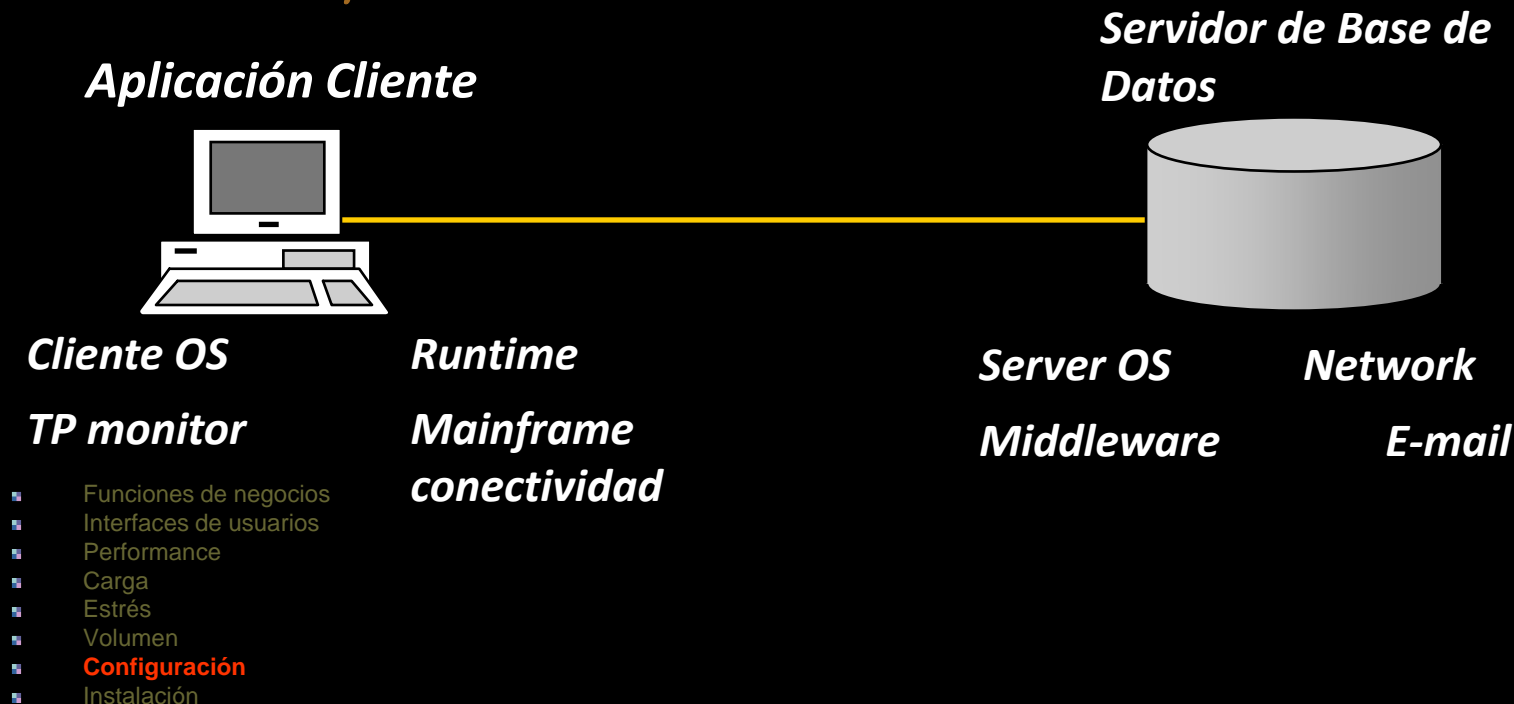 Aplicación Cliente
Servidor de Base de
Datos
Cliente OS
Runtime
TP monitor
Mainframe
conectividad
Server OS
Network
Middleware
E-mail
Funciones de negocios
Interfaces de usuarios
Performance
Carga
Estrés
Volumen
Configuración
Instalación